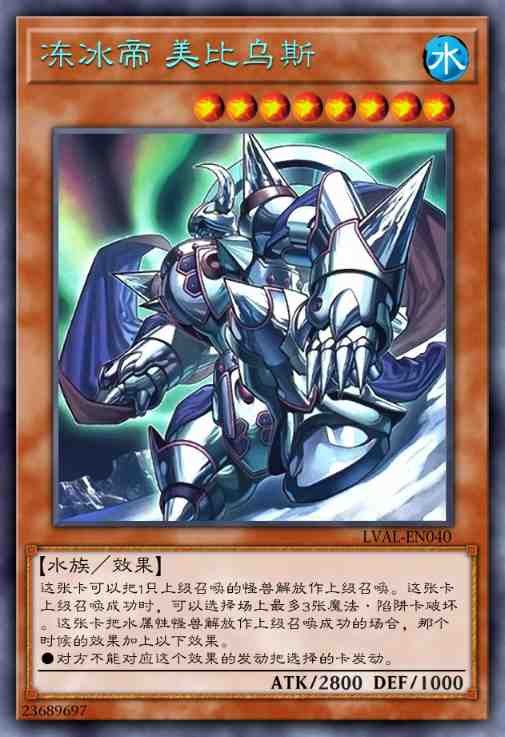 冻冰帝 美比乌斯
水
LVAL-EN040
【水族／效果】
这张卡可以把1只上级召唤的怪兽解放作上级召唤。这张卡
上级召唤成功时，可以选择场上最多3张魔法·陷阱卡破坏
。这张卡把水属性怪兽解放作上级召唤成功的场合，那个
时候的效果加上以下效果。
●对方不能对应这个效果的发动把选择的卡发动。
ATK/2800 DEF/1000
23689697